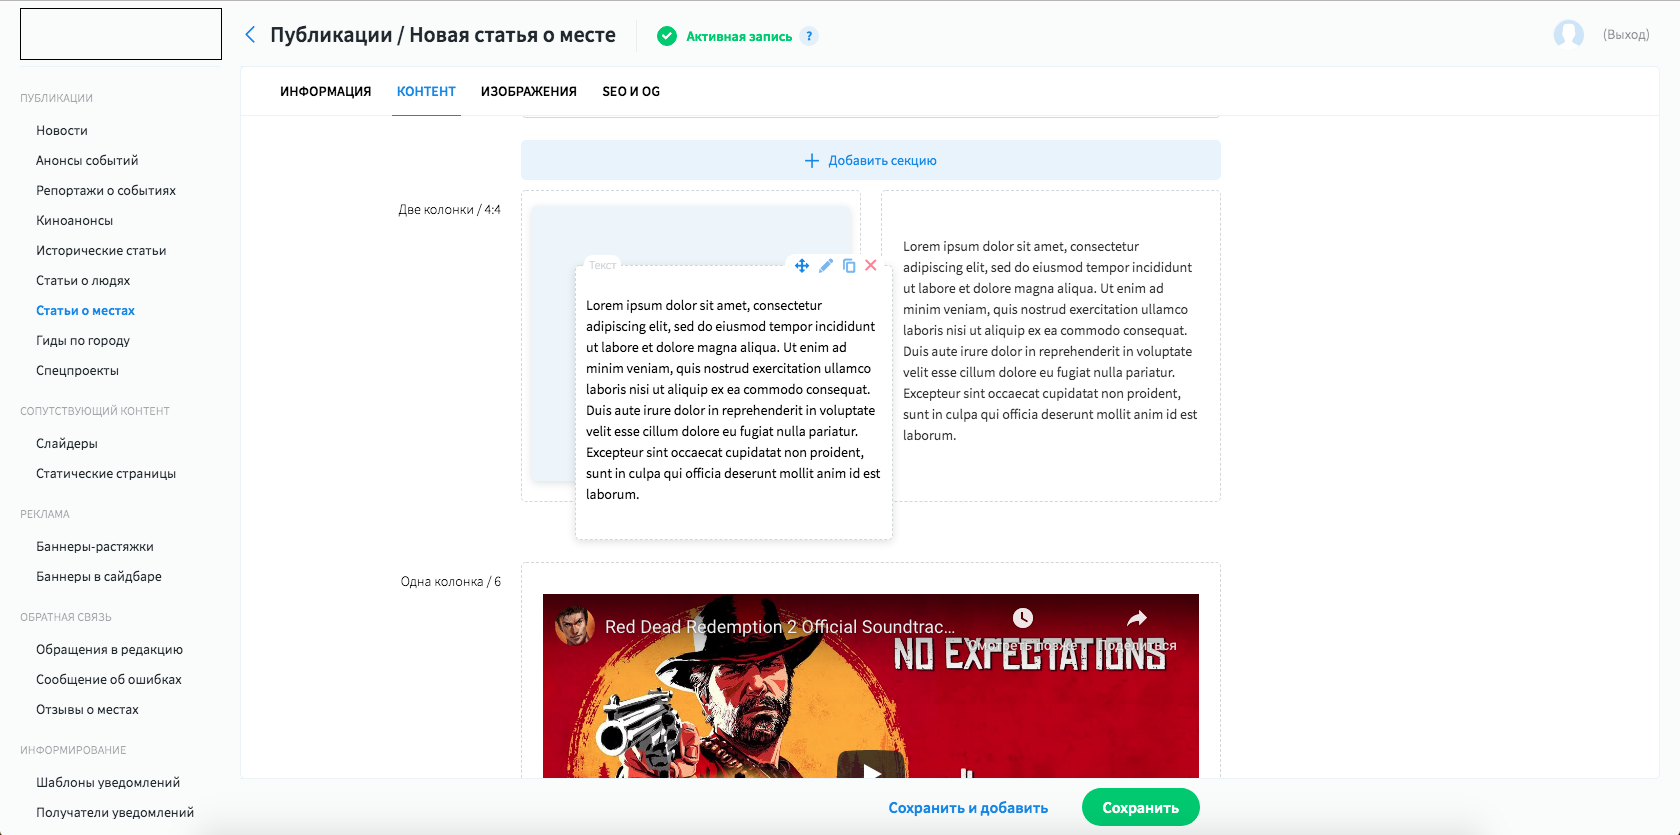 Публикации / Новая статья о месте
Активная запись ?
(Выход)
ПУБЛИКАЦИИ
Новости
Анонсы событий
Репортажи о событиях
Киноанонсы
Исторические статьи
Статьи о людях
Статьи о местах
Гиды по городу
Спецпроекты
СОПУТСТВУЮЩИЙ КОНТЕНТ
Слайдеры
Статические страницы
РЕКЛАМА
Баннеры-растяжки
Баннеры в сайдбаре
ОБРАТНАЯ СВЯЗЬ
Обращения в редакцию
Сообщение об ошибках
Отзывы о местах
ИНФОРМИРОВАНИЕ
Шаблоны уведомлений
Получатели уведомлений
ИНФОРМАЦИЯ КОНТЕНТ ИЗОБРАЖЕНИЯ SEO И OG
Добавить секцию
Две колонки / 4:4
Текст
Lorem ipsum dolor sit amet, consectetur
adipiscing elit, sed do eiusmod tempor incididunt
ut labore et dolore magna aliqua. Ut enim ad
minim veniam, quis nostrud exercitation ullamco
laboris nisi ut aliquip ex ea commodo consequat.
Duis aute irure dolor in reprehenderit in voluptate
velit esse cillum dolore eu fugiat nulla pariatur.
Excepteur sint occaecat cupidatat non proident,
sunt in culpa qui officia deserunt mollit anim id est
laborum.
Lorem ipsum dolor sit amet, consectetur
adipiscing elit, sed do eiusmod tempor incididunt
ut labore et dolore magna aliqua. Ut enim ad
minim veniam, quis nostrud exercitation ullamco
laboris nisi ut aliquip ex ea commodo consequat.
Duis aute irure dolor in reprehenderit in voluptate
velit esse cillum dolore eu fugiat nulla pariatur.
Excepteur sint occaecat cupidatat non proident,
sunt in culpa qui officia deserunt mollit anim id est
laborum.
Одна колонка / 6
Red Dead Redemption 2 Official Soundtrac...
Смотреть позже Поделиться
NO EXPECTATIONS
Сохранить и добавить Сохранить